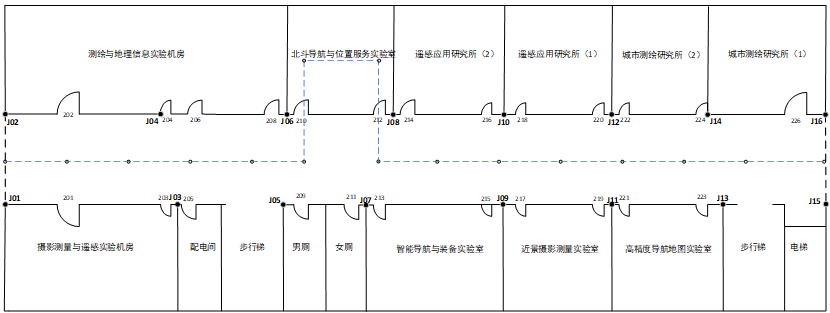 测绘与地理信息实验机房
北斗导航与位置服务实验室
遥感应用研究所（2）
遥感应用研究所（1）
城市测绘研究所（2）
城市测绘研究所（1）
202 204 206 208 210 212 214 216 218 220 222 224 226
J02 J04 J06 J08 J10 J12 J14 J16
J01 J03 J05 J07 J09 J11 J13 J15
201 203 205 209 211 213 215 217 219 221 223
摄影测量与遥感实验机房
配电间
步行梯
男厕
女厕
智能导航与装备实验室
近景摄影测量实验室
高精度导航地图实验室
步行梯
电梯